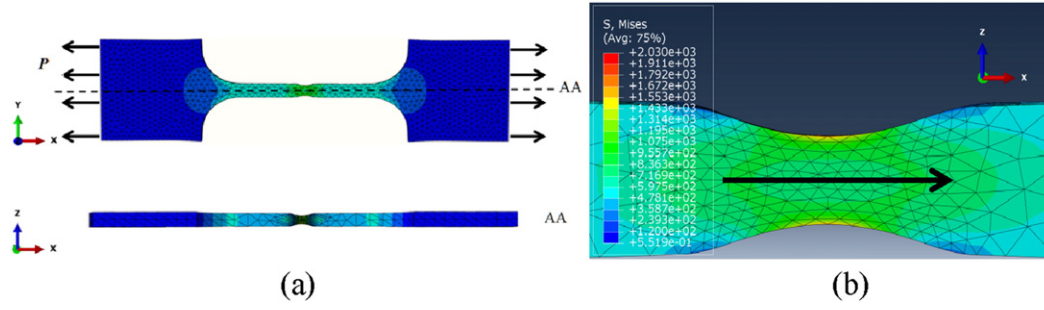 P
AA
Y
X
Z
X
AA
(a)
S, Mises
(Avg: 75%)
+2.030e+03
+1.911e+03
+1.792e+03
+1.672e+03
+1.553e+03
+1.433e+03
+1.314e+03
+1.195e+03
+1.075e+03
+9.557e+02
+8.363e+02
+7.169e+02
+5.975e+02
+4.781e+02
+3.587e+02
+2.393e+02
+1.200e+02
+5.519e-01
Z
X
(b)